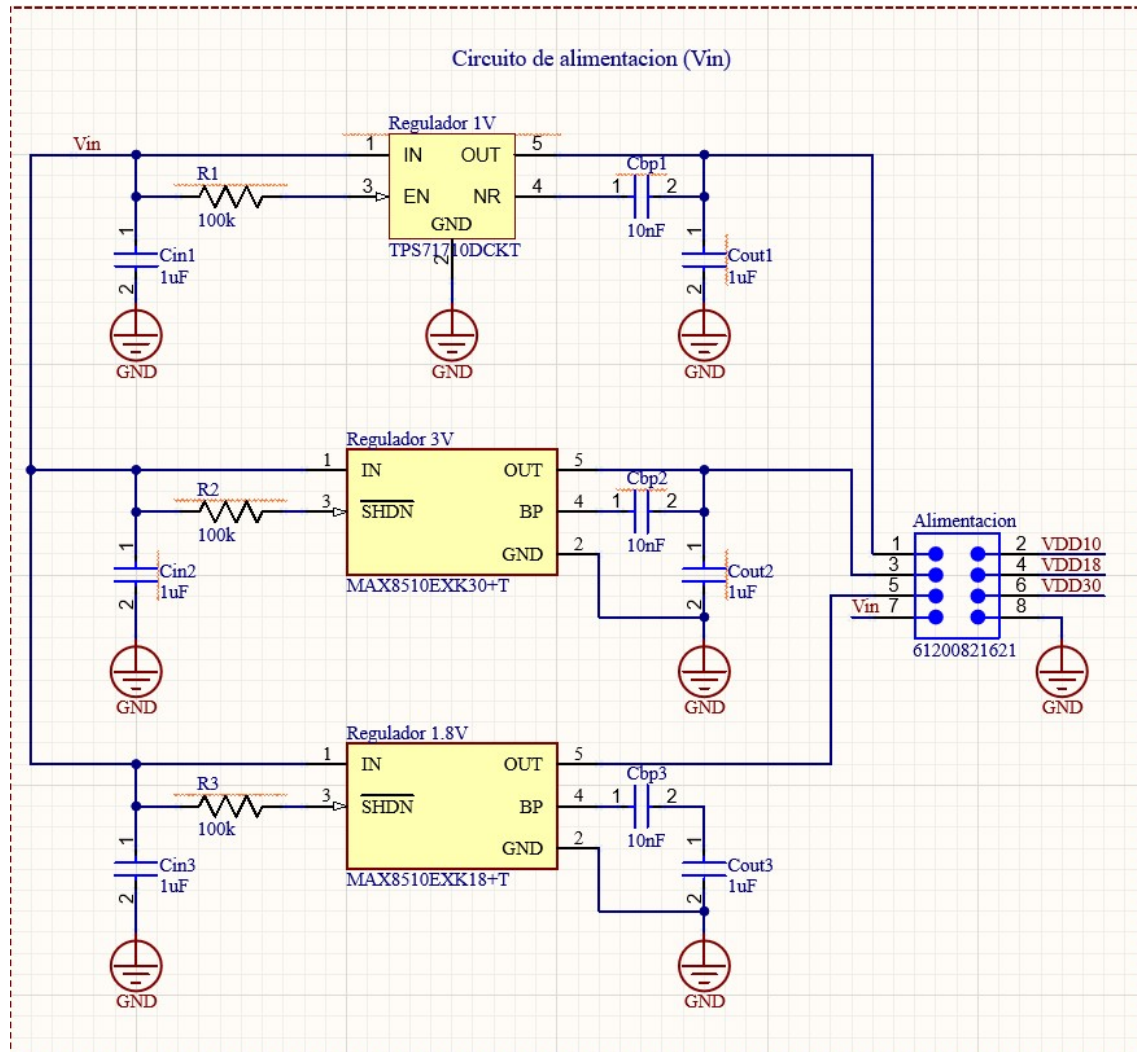 Circuito de alimentacion (Vin)
Regulador 1V
Vin
1 IN OUT 5
Cbp1
R1
3 EN NR 4 1 2
100k
GND
10nF
TPS71710DCKT
2
1
Cin1
1uF
2
1
Cout1
1uF
2
GND
GND
GND
Regulador 3V
1 IN OUT 5
Cbp2
R2
3 SHDN BP 4 1 2
100k
10nF
GND 2
MAX8510EXK30+T
1
Cin2
1uF
2
1
Cout2
1uF
2
GND
GND
Alimentacion
1 2 VDD10
3 4 VDD18
5 6 VDD30
Vin 7 8
61200821621
GND
Regulador 1.8V
1 IN OUT 5
Cbp3
R3
3 SHDN BP 4 1 2
100k
10nF
GND 2
MAX8510EXK18+T
1
Cin3
1uF
2
1
Cout3
1uF
2
GND
GND